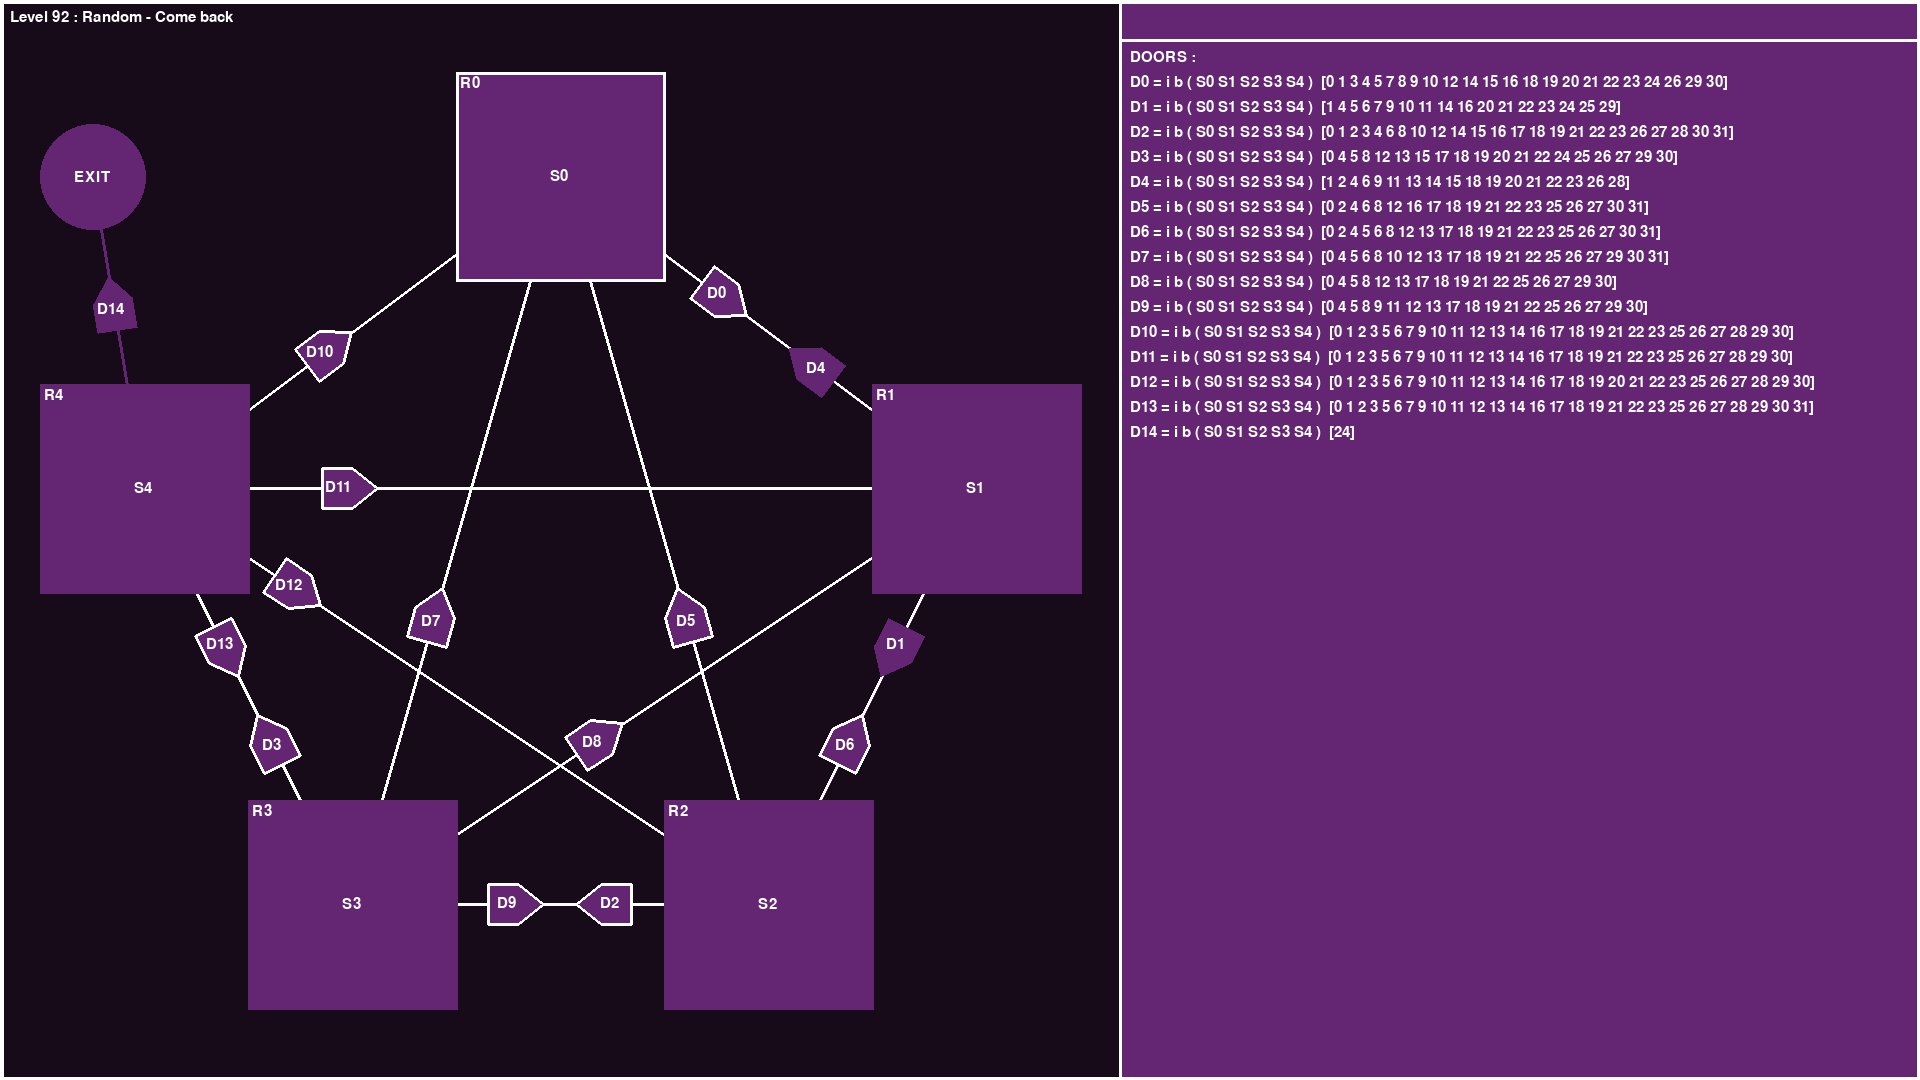 Level 92 : Random - Come back
R0
S0
EXIT
D14
D0
D10
D4
R4
S4
R1
S1
D11
D12
D7
D5
D13
D1
D3
D8
D6
R3
S3
R2
S2
D9
D2
DOORS :
D0 = i b ( S0 S1 S2 S3 S4 ) [0 1 3 4 5 7 8 9 10 12 14 15 16 18 19 20 21 22 23 24 26 29 30]
D1 = i b ( S0 S1 S2 S3 S4 ) [1 4 5 6 7 9 10 11 14 16 20 21 22 23 24 25 29]
D2 = i b ( S0 S1 S2 S3 S4 ) [0 1 2 3 4 6 8 10 12 14 15 16 17 18 19 21 22 23 26 27 28 30 31]
D3 = i b ( S0 S1 S2 S3 S4 ) [0 4 5 8 12 13 15 17 18 19 20 21 22 24 25 26 27 29 30]
D4 = i b ( S0 S1 S2 S3 S4 ) [1 2 4 6 9 11 13 14 15 18 19 20 21 22 23 26 28]
D5 = i b ( S0 S1 S2 S3 S4 ) [0 2 4 6 8 12 16 17 18 19 21 22 23 25 26 27 30 31]
D6 = i b ( S0 S1 S2 S3 S4 ) [0 2 4 5 6 8 12 13 17 18 19 21 22 23 25 26 27 30 31]
D7 = i b ( S0 S1 S2 S3 S4 ) [0 4 5 6 8 10 12 13 17 18 19 21 22 25 26 27 29 30 31]
D8 = i b ( S0 S1 S2 S3 S4 ) [0 4 5 8 12 13 17 18 19 21 22 25 26 27 29 30]
D9 = i b ( S0 S1 S2 S3 S4 ) [0 4 5 8 9 11 12 13 17 18 19 21 22 25 26 27 29 30]
D10 = i b ( S0 S1 S2 S3 S4 ) [0 1 2 3 5 6 7 9 10 11 12 13 14 16 17 18 19 21 22 23 25 26 27 28 29 30]
D11 = i b ( S0 S1 S2 S3 S4 ) [0 1 2 3 5 6 7 9 10 11 12 13 14 16 17 18 19 21 22 23 25 26 27 28 29 30]
D12 = i b ( S0 S1 S2 S3 S4 ) [0 1 2 3 5 6 7 9 10 11 12 13 14 16 17 18 19 20 21 22 23 25 26 27 28 29 30]
D13 = i b ( S0 S1 S2 S3 S4 ) [0 1 2 3 5 6 7 9 10 11 12 13 14 16 17 18 19 21 22 23 25 26 27 28 29 30 31]
D14 = i b ( S0 S1 S2 S3 S4 ) [24]